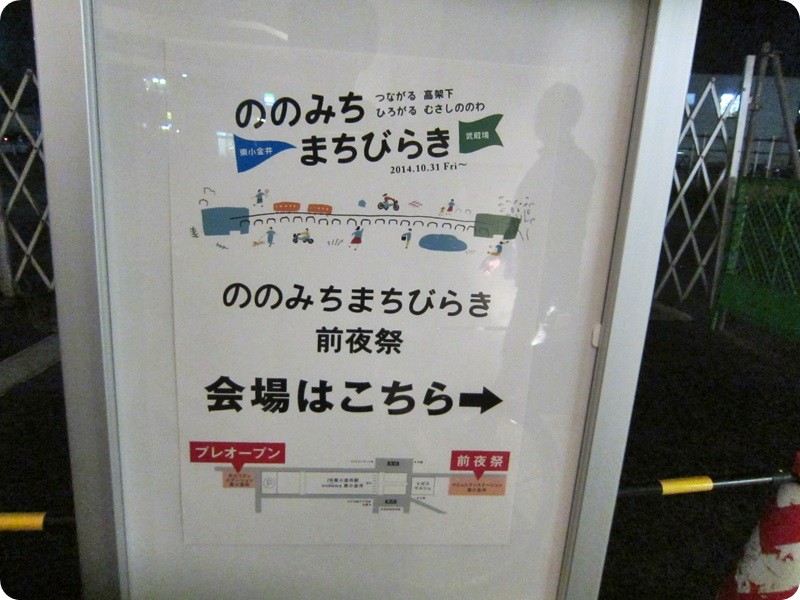 ののみち
つながる 高架下
ひろがる むさしののわ
東小金井
まちびらき
武蔵境
2014.10.31 Fri～
ののみちまちびらき
前夜祭
会場はこちら➡
プレオープン
前夜祭